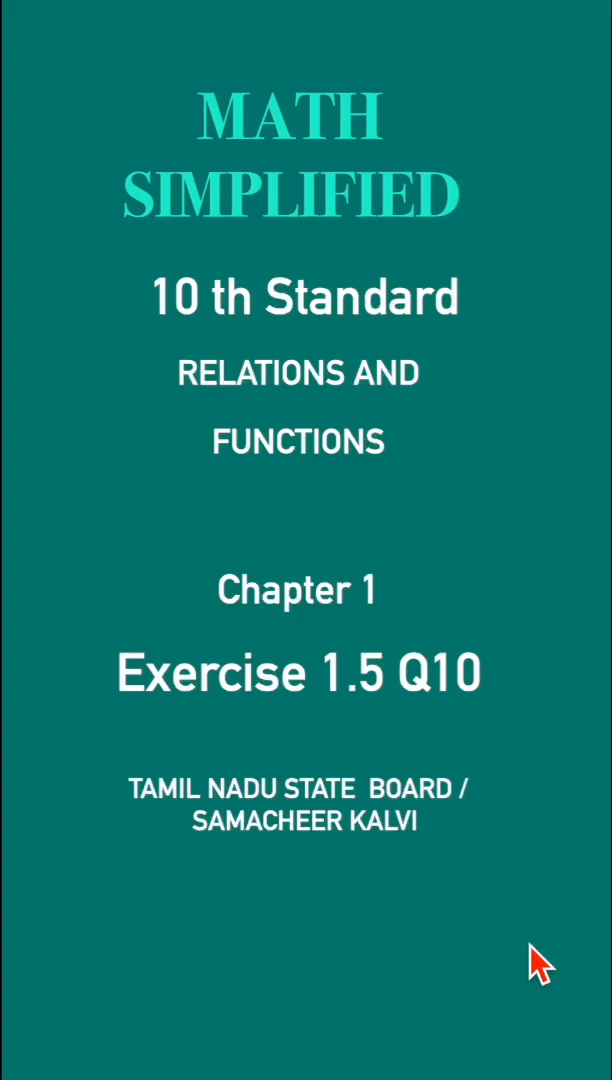 MATH
SIMPLIFIED
10 th Standard
RELATIONS AND
FUNCTIONS
Chapter 1
Exercise 1.5 Q10
TAMIL NADU STATE BOARD /
SAMACHEER KALVI